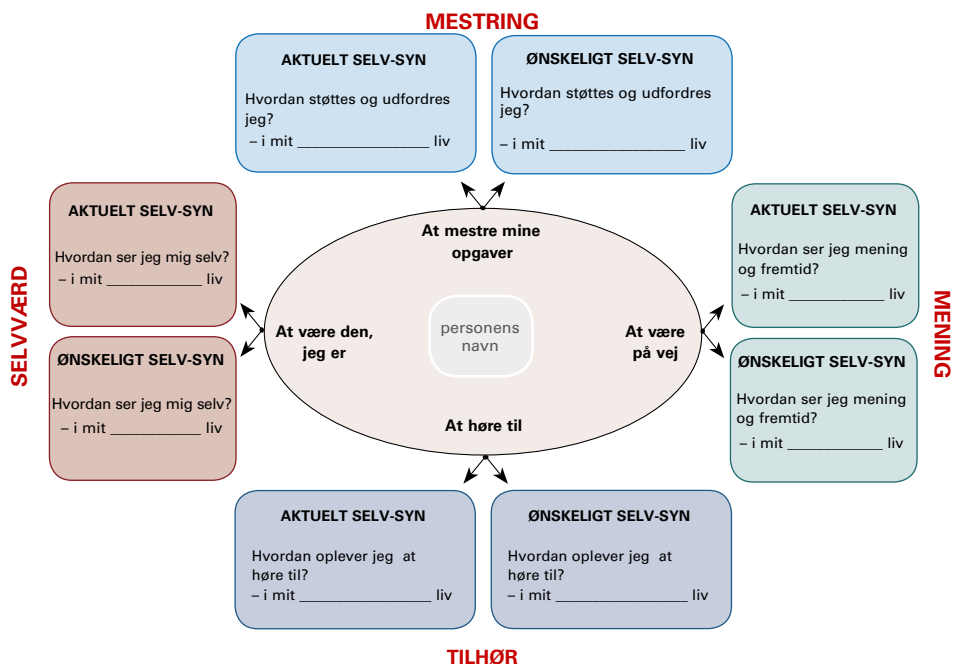 MESTRING
AKTUELT SELV-SYN
Hvordan støttes og udfordres
jeg?
– i mit _________________ liv
ØNSKELIGT SELV-SYN
Hvordan støttes og udfordres
jeg?
– i mit _________________ liv
SELVVÆRD
AKTUELT SELV-SYN
Hvordan ser jeg mig selv?
– i mit ____________ liv
ØNSKELIGT SELV-SYN
Hvordan ser jeg mig selv?
– i mit ____________ liv
At mestre mine
opgaver
At være den,
jeg er
personens
navn
At være
på vej
At høre til
AKTUELT SELV-SYN
Hvordan ser jeg mening
og fremtid?
– i mit ____________ liv
ØNSKELIGT SELV-SYN
Hvordan ser jeg mening
og fremtid?
– i mit ____________ liv
MENING
AKTUELT SELV-SYN
Hvordan oplever jeg  at
høre til?
– i mit _________________ liv
ØNSKELIGT SELV-SYN
Hvordan oplever jeg  at
høre til?
– i mit _________________ liv
TILHØR